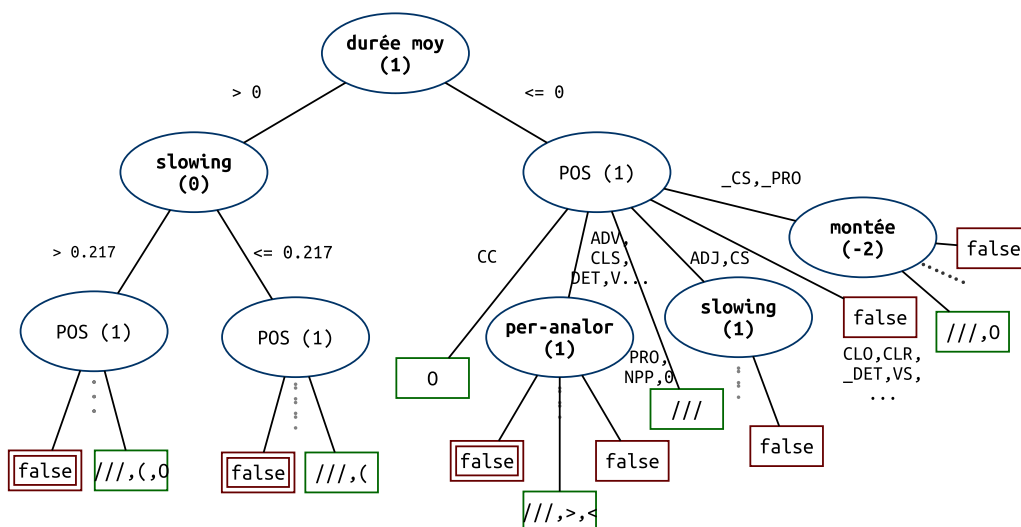 durée moy
(1)
> 0
<= 0
slowing
(0)
POS (1)
_CS,_PRO
montée
(-2)
false
> 0.217
<= 0.217
CC
ADV,
CLS,
DET,V...
ADJ,CS
POS (1)
POS (1)
per-analor
(1)
slowing
(1)
false
///,O
PRO,
NPP,0
CLO,CLR,
_DET,VS,
...
O
///
false
false
///,(,O
false
///,(
false
false
///,>,<